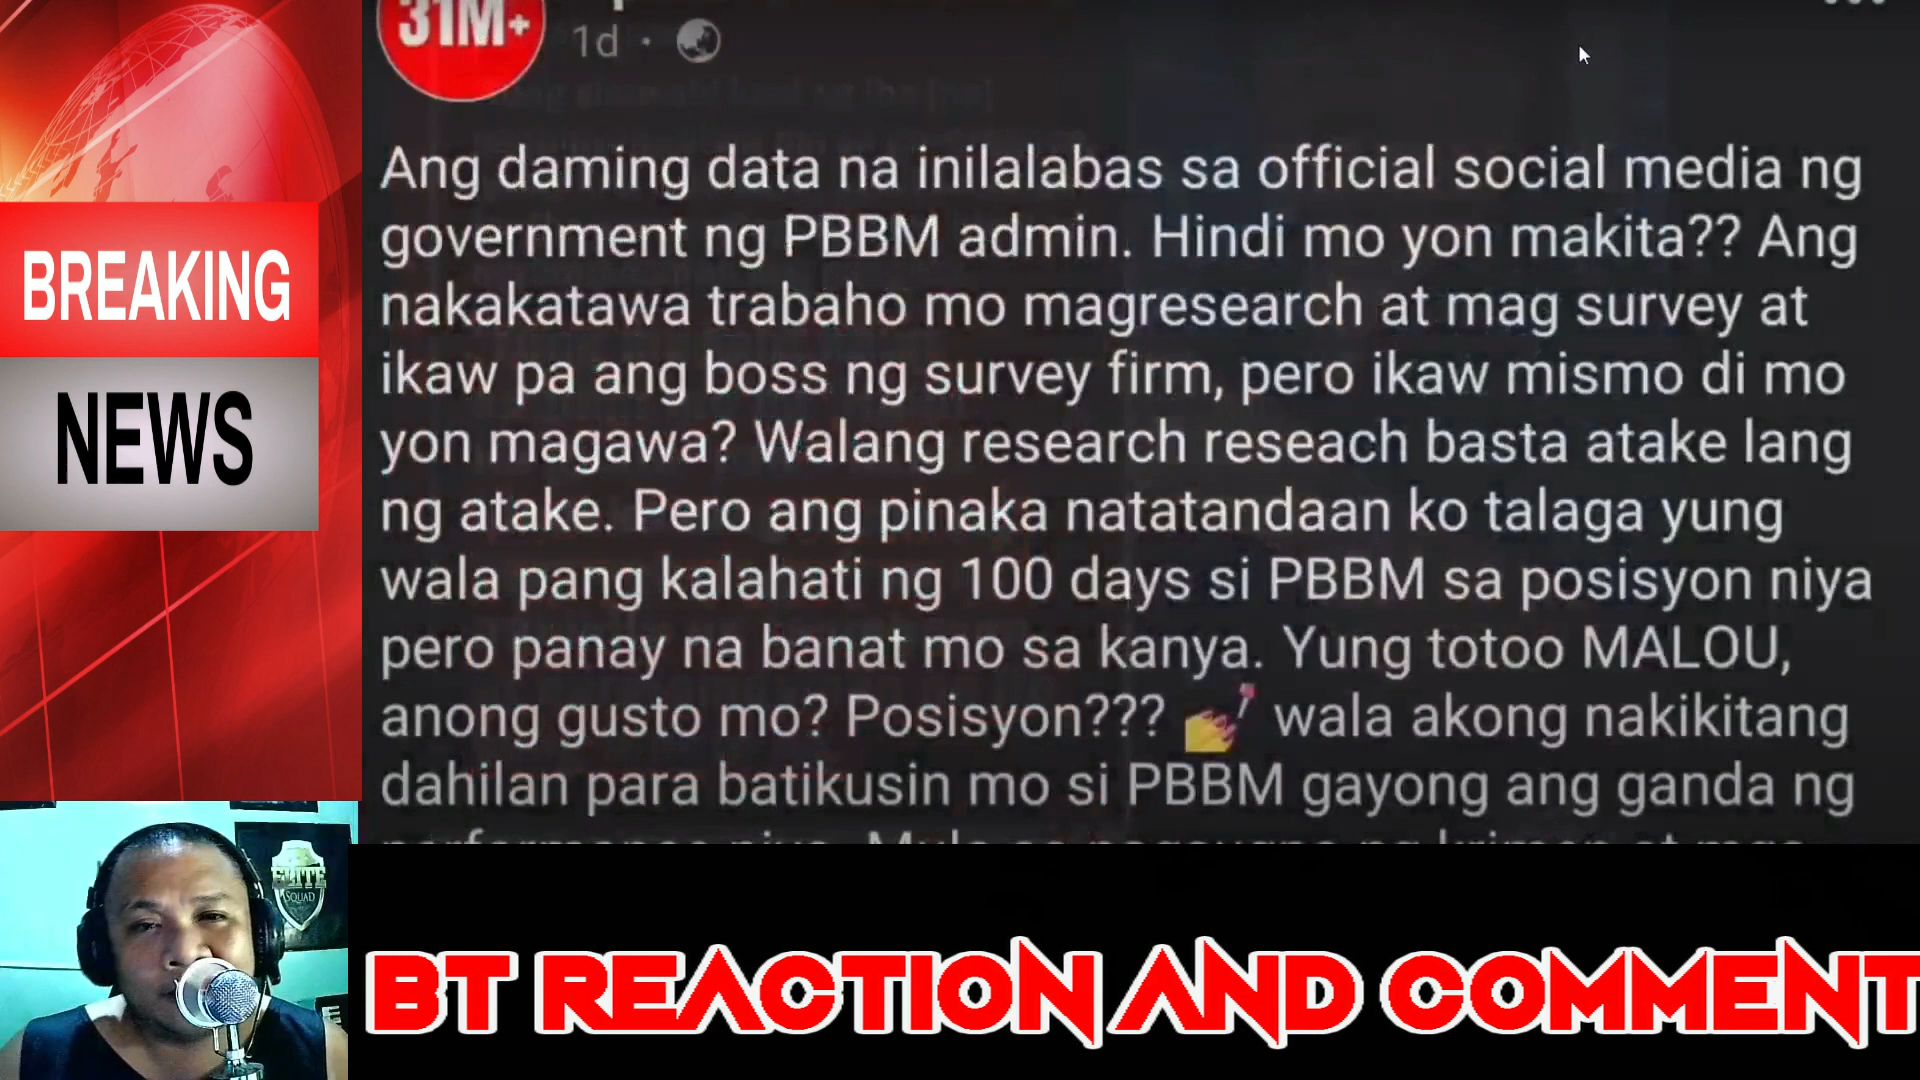 31M+
1d ·
Ang daming data na inilalabas sa official social media ng
government ng PBBM admin. Hindi mo yon makita?? Ang
nakakatawa trabaho mo magresearch at mag survey at
ikaw pa ang boss ng survey firm, pero ikaw mismo di mo
yon magawa? Walang research reseach basta atake lang
ng atake. Pero ang pinaka natatandaan ko talaga yung
wala pang kalahati ng 100 days si PBBM sa posisyon niya
pero panay na banat mo sa kanya. Yung totoo MALOU,
anong gusto mo? Posisyon??? 💅 wala akong nakikitang
dahilan para batikusin mo si PBBM gayong ang ganda ng
BREAKING
NEWS
ELITE
SQUAD
BT REACTION AND COMMENT